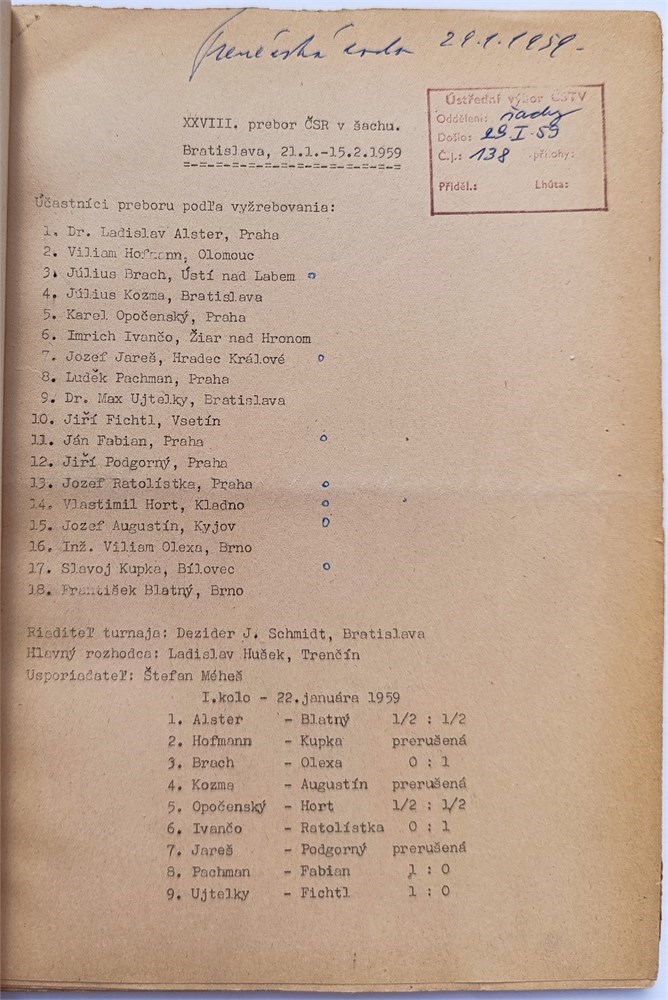 29.1.1959.
Ústřední výbor ČSTV
Oddělení: šachy
Došlo: 29.I.59
Č.j.: 138 přílohy:
Příděl.: Lhůta:
XXVIII. prebor ČSR v šachu.
Bratislava, 21.1.-15.2.1959
=-=-=-=-=-=-=-=-=-=-=-=-=
Účastníci preboru podľa vyžrebovania:
1. Dr. Ladislav Alster, Praha
2. Viliam Hofmann, Olomouc
3. Július Brach, Ústí nad Labem
4. Július Kozma, Bratislava
5. Karel Opočenský, Praha
6. Imrich Ivančo, Žiar nad Hronom
7. Jozef Jareš, Hradec Králové
8. Luděk Pachman, Praha
9. Dr. Max Ujtelky, Bratislava
10. Jiří Fichtl, Vsetín
11. Ján Fabian, Praha
12. Jiří Podgorný, Praha
13. Jozef Ratolístka, Praha
14. Vlastimil Hort, Kladno
15. Jozef Augustín, Kyjov
16. Inž. Viliam Olexa, Brno
17. Slavoj Kupka, Bílovec
18. František Blatný, Brno
Riaditeľ turnaja: Dezider J. Schmidt, Bratislava
Hlavný rozhodca: Ladislav Hušek, Trenčín
Usporiadateľ: Štefan Méheš
I.kolo - 22.januára 1959
1. Alster - Blatný 1/2 : 1/2
2. Hofmann - Kupka prerušená
3. Brach - Olexa 0 : 1
4. Kozma - Augustín prerušená
5. Opočenský - Hort 1/2 : 1/2
6. Ivančo - Ratolístka 0 : 1
7. Jareš - Podgorný prerušená
8. Pachman - Fabian 1 : 0
9. Ujtelky - Fichtl 1 : 0